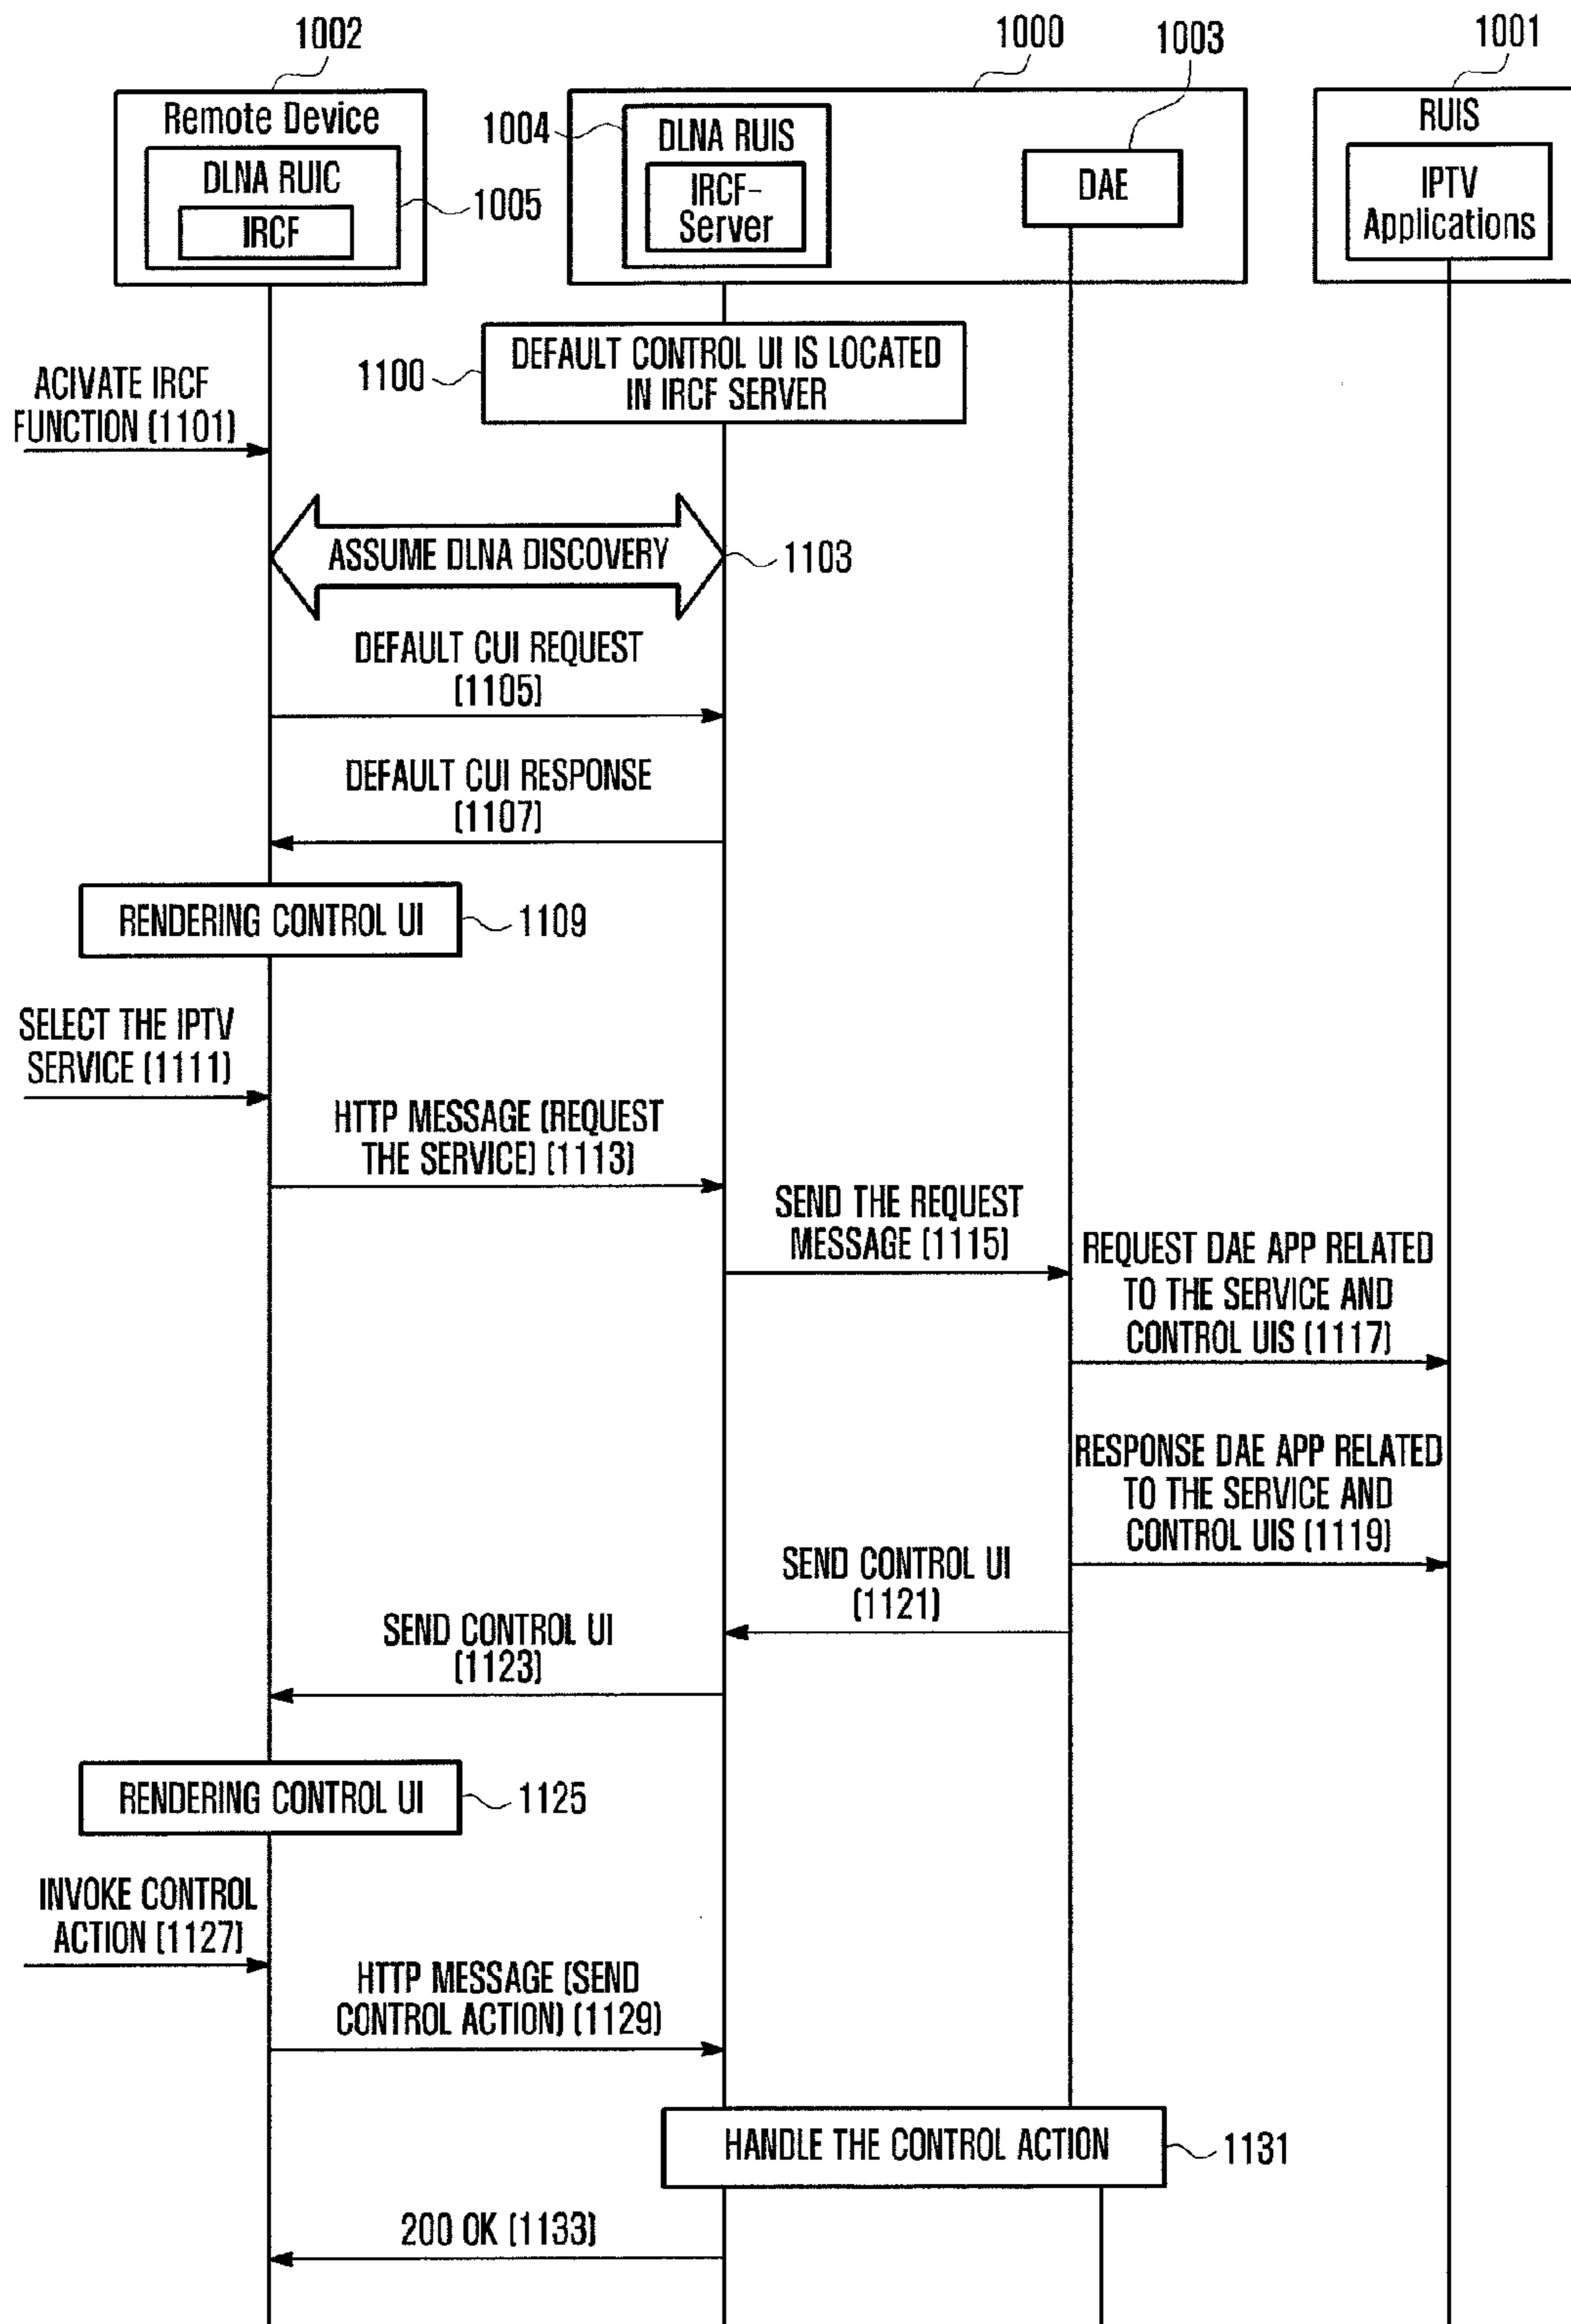 1002
1000
1003
1001
Remote Device
DLNA RUIC
IRCF
1005
1004
DLNA RUIS
IRCF-
Server
DAE
RUIS
IPTV
Applications
1100
DEFAULT CONTROL UI IS LOCATED
IN IRCF SERVER
ACIVATE IRCF
FUNCTION (1101)
ASSUME DLNA DISCOVERY
1103
DEFAULT CUI REQUEST
(1105)
DEFAULT CUI RESPONSE
(1107)
RENDERING CONTROL UI
1109
SELECT THE IPTV
SERVICE (1111)
HTTP MESSAGE (REQUEST
THE SERVICE) (1113)
SEND THE REQUEST
MESSAGE (1115)
REQUEST DAE APP RELATED
TO THE SERVICE AND
CONTROL UIS (1117)
RESPONSE DAE APP RELATED
TO THE SERVICE AND
CONTROL UIS (1119)
SEND CONTROL UI
(1121)
SEND CONTROL UI
(1123)
RENDERING CONTROL UI
1125
INVOKE CONTROL
ACTION (1127)
HTTP MESSAGE (SEND
CONTROL ACTION) (1129)
HANDLE THE CONTROL ACTION
1131
200 OK (1133)